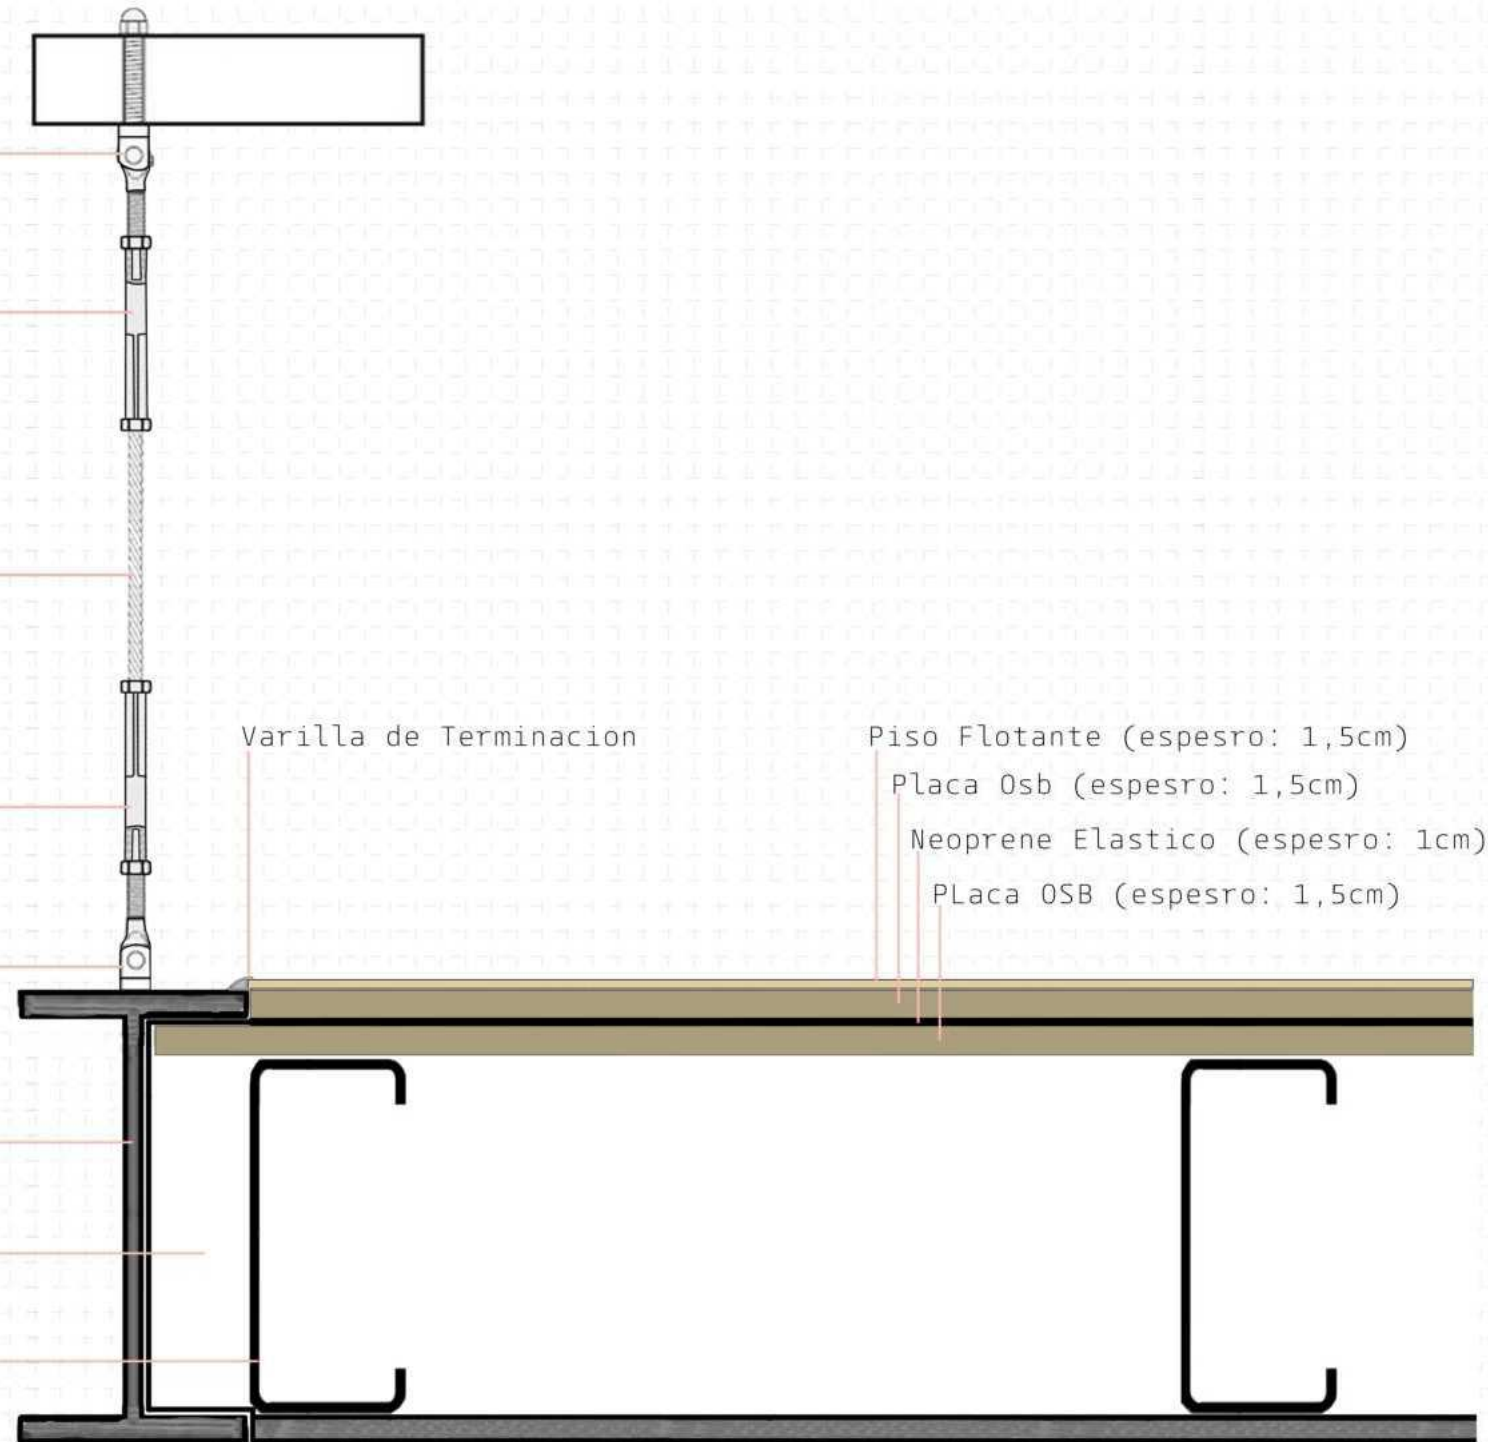 Varilla de Terminacion
Piso Flotante (espesro: 1,5cm)
Placa Osb (espesro: 1,5cm)
Neoprene Elastico (espesro: 1cm)
PLaca OSB (espesro: 1,5cm)